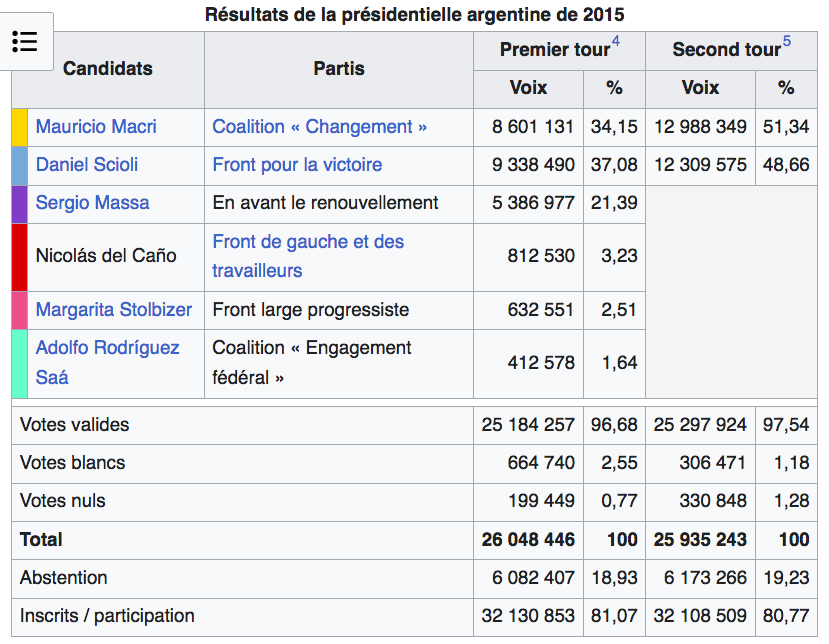 Résultats de la présidentielle argentine de 2015
Candidats Partis Premier tour4 Second tour5
Voix % Voix %
Mauricio Macri Coalition « Changement » 8 601 131 34,15 12 988 349 51,34
Daniel Scioli Front pour la victoire 9 338 490 37,08 12 309 575 48,66
Sergio Massa En avant le renouvellement 5 386 977 21,39
Nicolás del Caño Front de gauche et des travailleurs 812 530 3,23
Margarita Stolbizer Front large progressiste 632 551 2,51
Adolfo Rodríguez Saá Coalition « Engagement fédéral » 412 578 1,64
Votes valides 25 184 257 96,68 25 297 924 97,54
Votes blancs 664 740 2,55 306 471 1,18
Votes nuls 199 449 0,77 330 848 1,28
Total 26 048 446 100 25 935 243 100
Abstention 6 082 407 18,93 6 173 266 19,23
Inscrits / participation 32 130 853 81,07 32 108 509 80,77